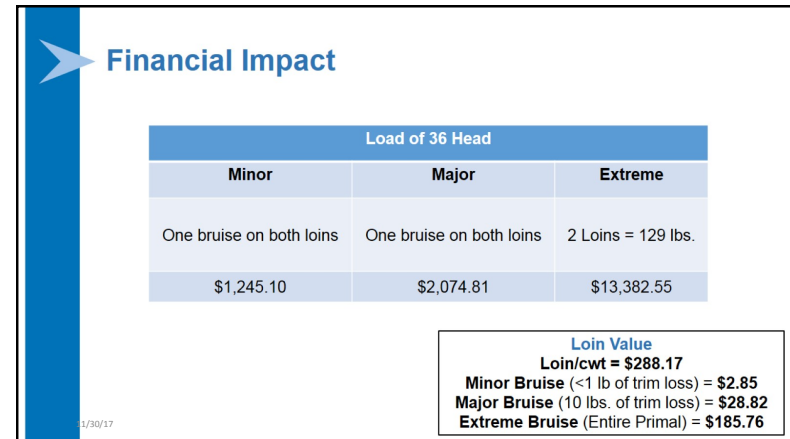 Financial Impact
Load of 36 Head
Minor Major Extreme
One bruise on both loins One bruise on both loins 2 Loins = 129 lbs.
$1,245.10 $2,074.81 $13,382.55
Loin Value
Loin/cwt = $288.17
Minor Bruise (<1 lb of trim loss) = $2.85
Major Bruise (10 lbs. of trim loss) = $28.82
Extreme Bruise (Entire Primal) = $185.76
1/30/17